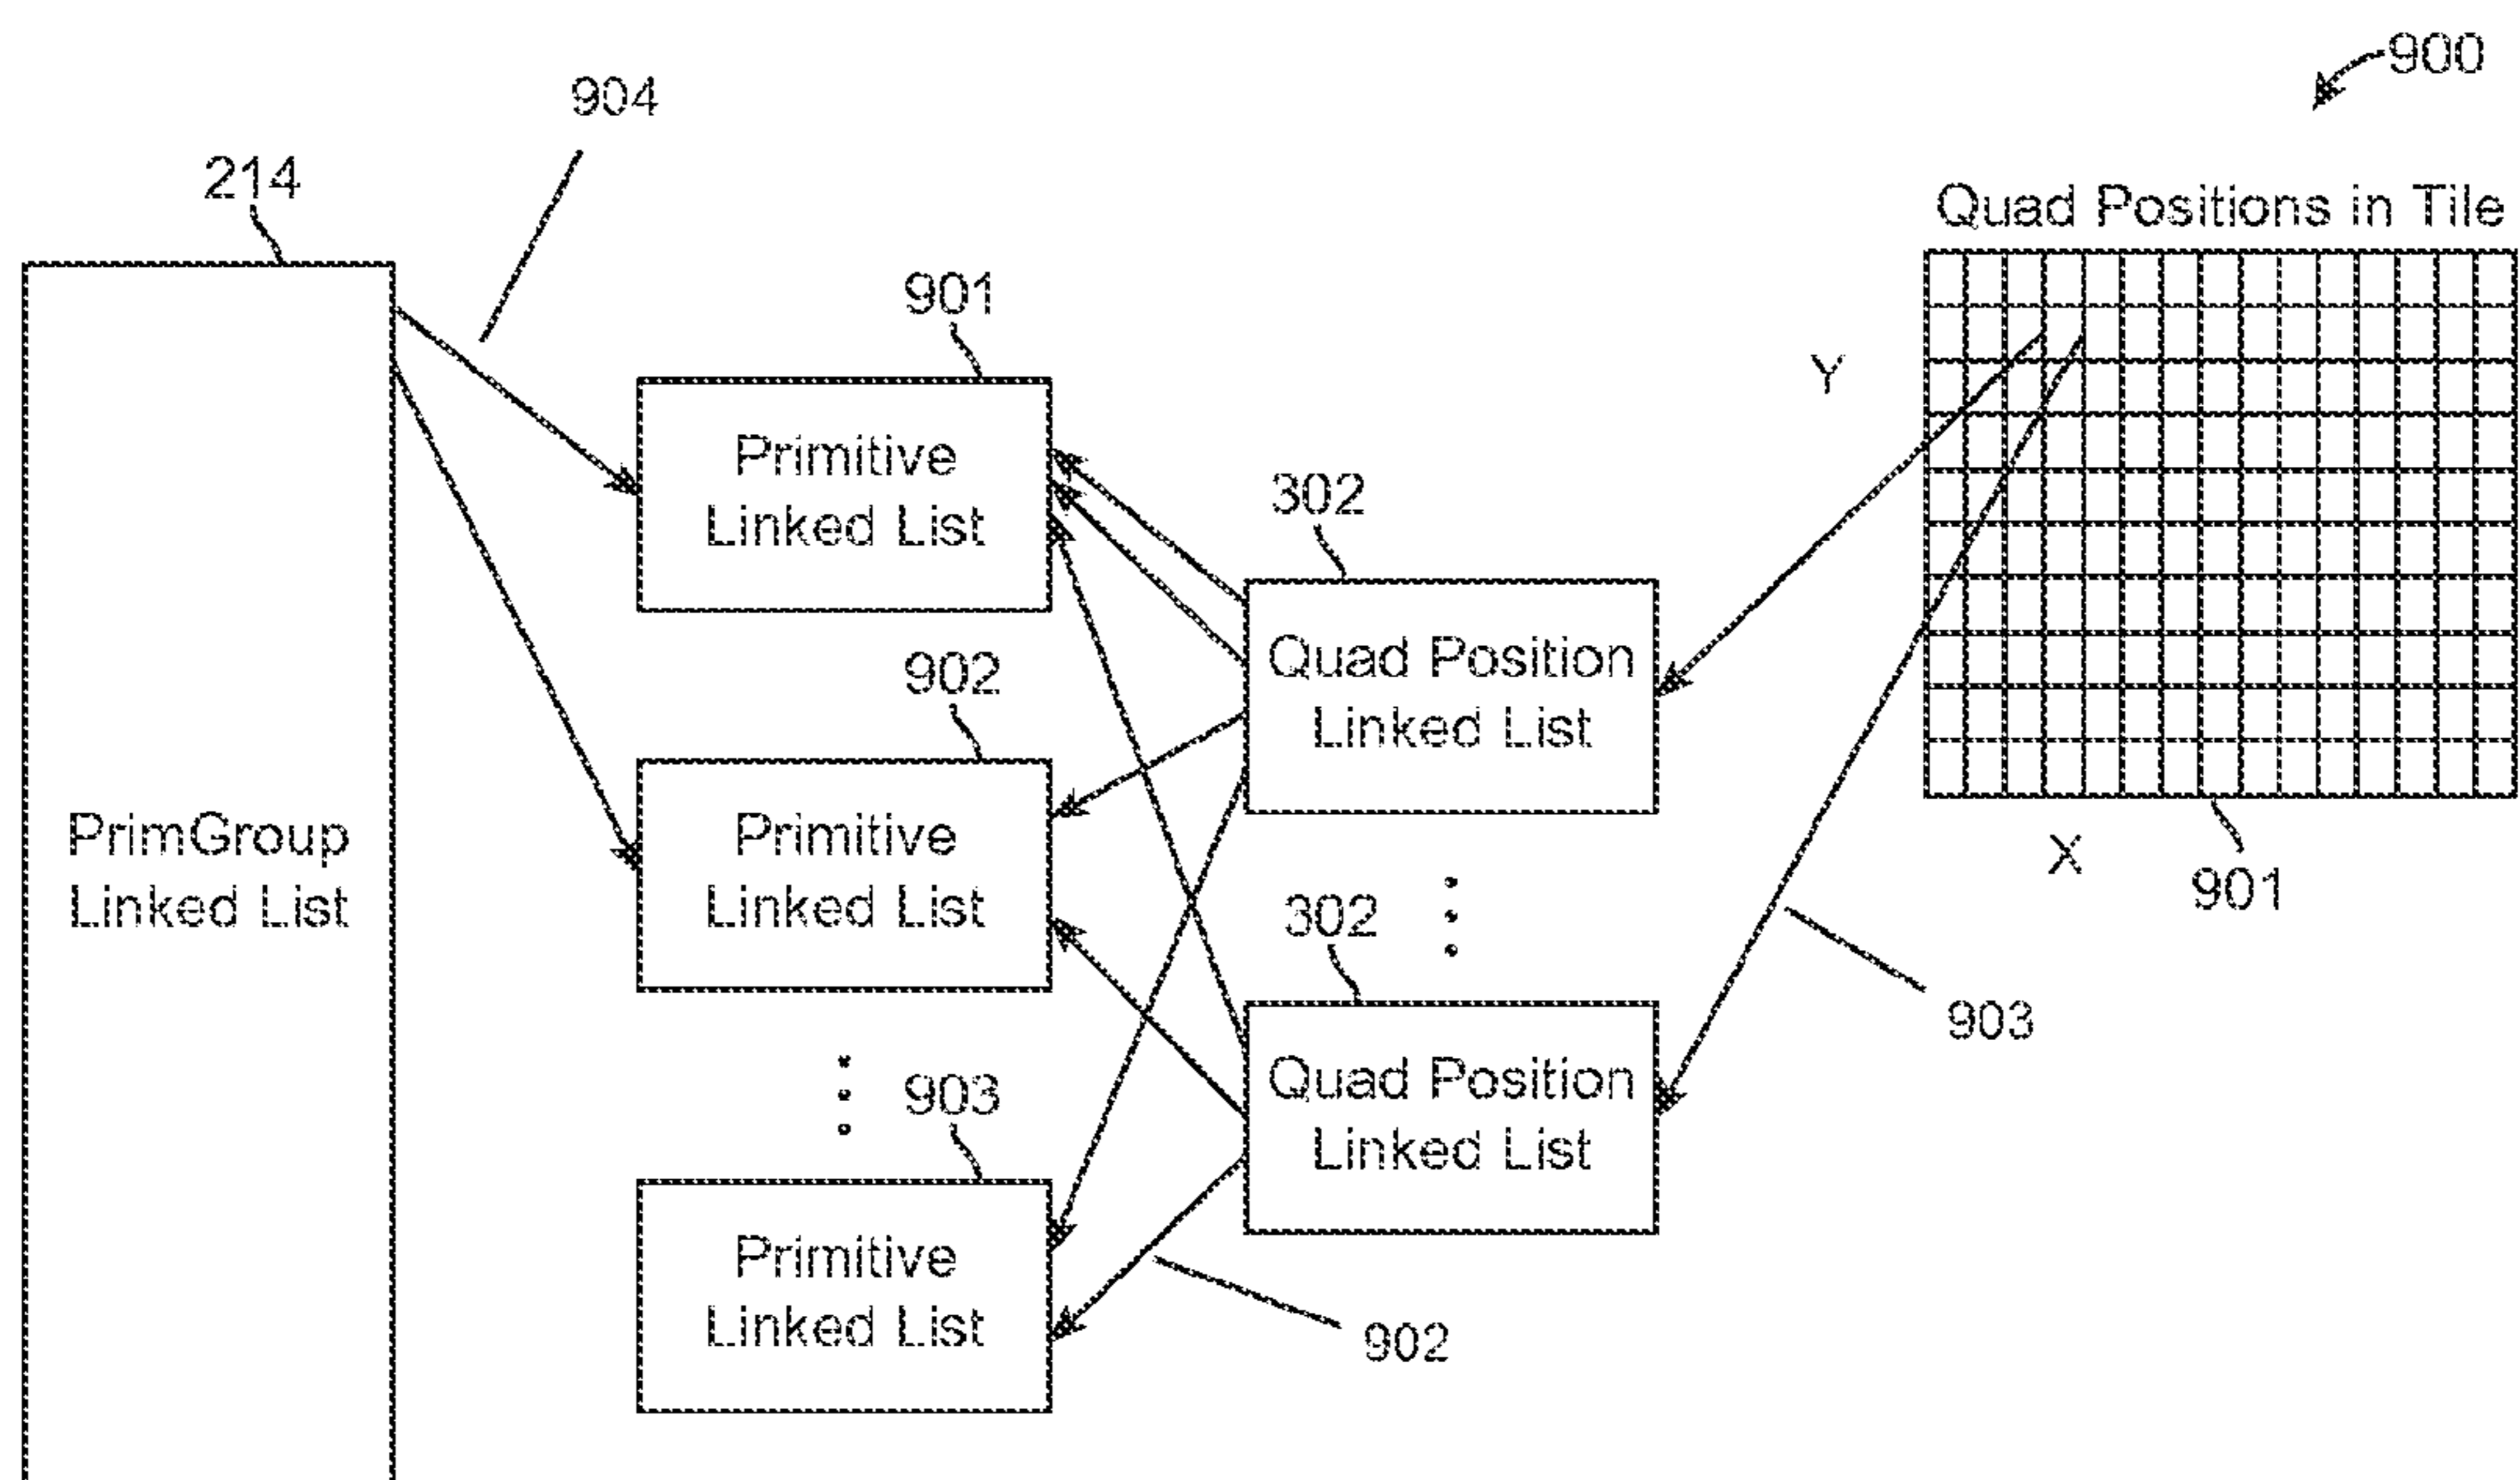 900
904
214
Quad Positions in Tile
901
Y
Primitive
Linked List
302
902
Quad Position
Linked List
PrimGroup
Linked List
Primitive
Linked List
X
901
302
903
903
Quad Position
Linked List
Primitive
Linked List
902